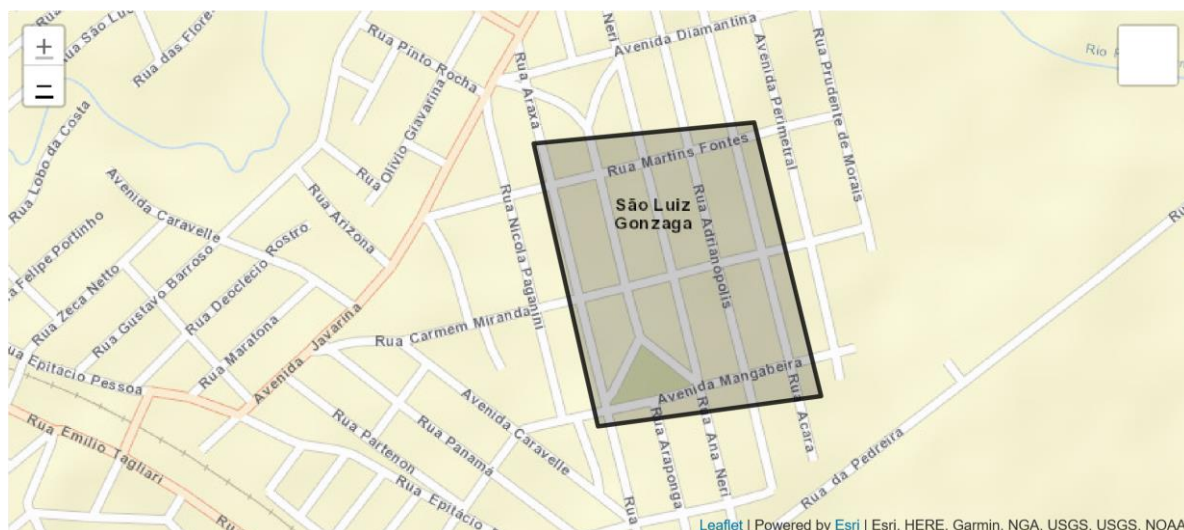 +
Rua São Lu
Rua das Flore
Rua Pinto Rocha
Rua Araxa
Neri
Avenida Diamantina
Avenida Perimetral
Rua Prudente de Morais
Rio
Rua Lobo da Costa
Rua Olivio Giavarina
Rua Martins Fontes
Avenida Caravelle
Rua Arizona
São Luiz
Gonzaga
Rua Adrianópolis
Rua Nicola Paganini
a Felipe Portinho
Rua Zeca Netto
Rua Gustavo Barroso
Rua Deoclecio Rostro
Rua Maratona
Avenida Javarina
Rua Carmem Miranda
Rua
Rua Epitacio Pessoa
Avenida Mangabeira
Rua Emilio Tagliari
Rua Partenon
Rua Panamá
Avenida Caravelle
Rua Araponga
Rua Ana Neri
Rua Acara
Rua da Pedreira
Rua Epitác
Rua
Leaflet | Powered by Esri | Esri, HERE, Garmin, NGA, USGS, USGS, NOAA